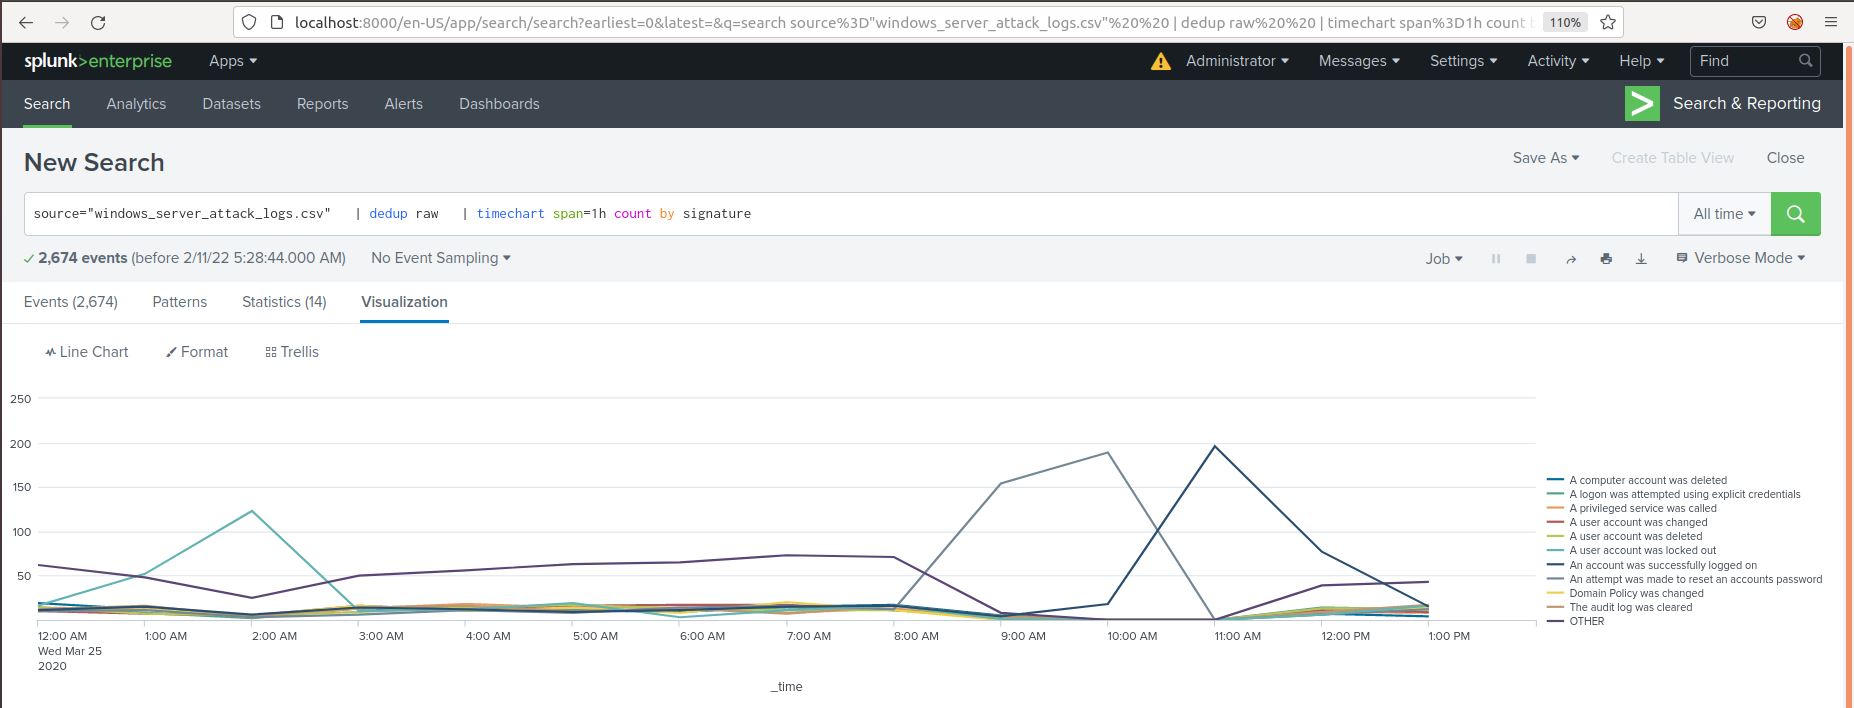 localhost:8000/en-US/app/search/search?earliest=0&latest=&q=search source%3D"windows_server_attack_logs.csv"%20%20 | dedup raw%20%20 | timechart span%3D1h count b 110%
splunk>enterprise Apps Administrator Messages Settings Activity Help Find
Search Analytics Datasets Reports Alerts Dashboards Search & Reporting
New Search Save As Create Table View Close
source="windows_server_attack_logs.csv" | dedup raw | timechart span=1h count by signature All time
2,674 events (before 2/11/22 5:28:44.000 AM) No Event Sampling Job Verbose Mode
Events (2,674) Patterns Statistics (14) Visualization
Line Chart Format Trellis
250
200
150
100
50
A computer account was deleted
A logon was attempted using explicit credentials
A privileged service was called
A user account was changed
A user account was deleted
A user account was locked out
An account was successfully logged on
An attempt was made to reset an accounts password
Domain Policy was changed
The audit log was cleared
OTHER
12:00 AM 1:00 AM 2:00 AM 3:00 AM 4:00 AM 5:00 AM 6:00 AM 7:00 AM 8:00 AM 9:00 AM 10:00 AM 11:00 AM 12:00 PM 1:00 PM
Wed Mar 25
2020
_time